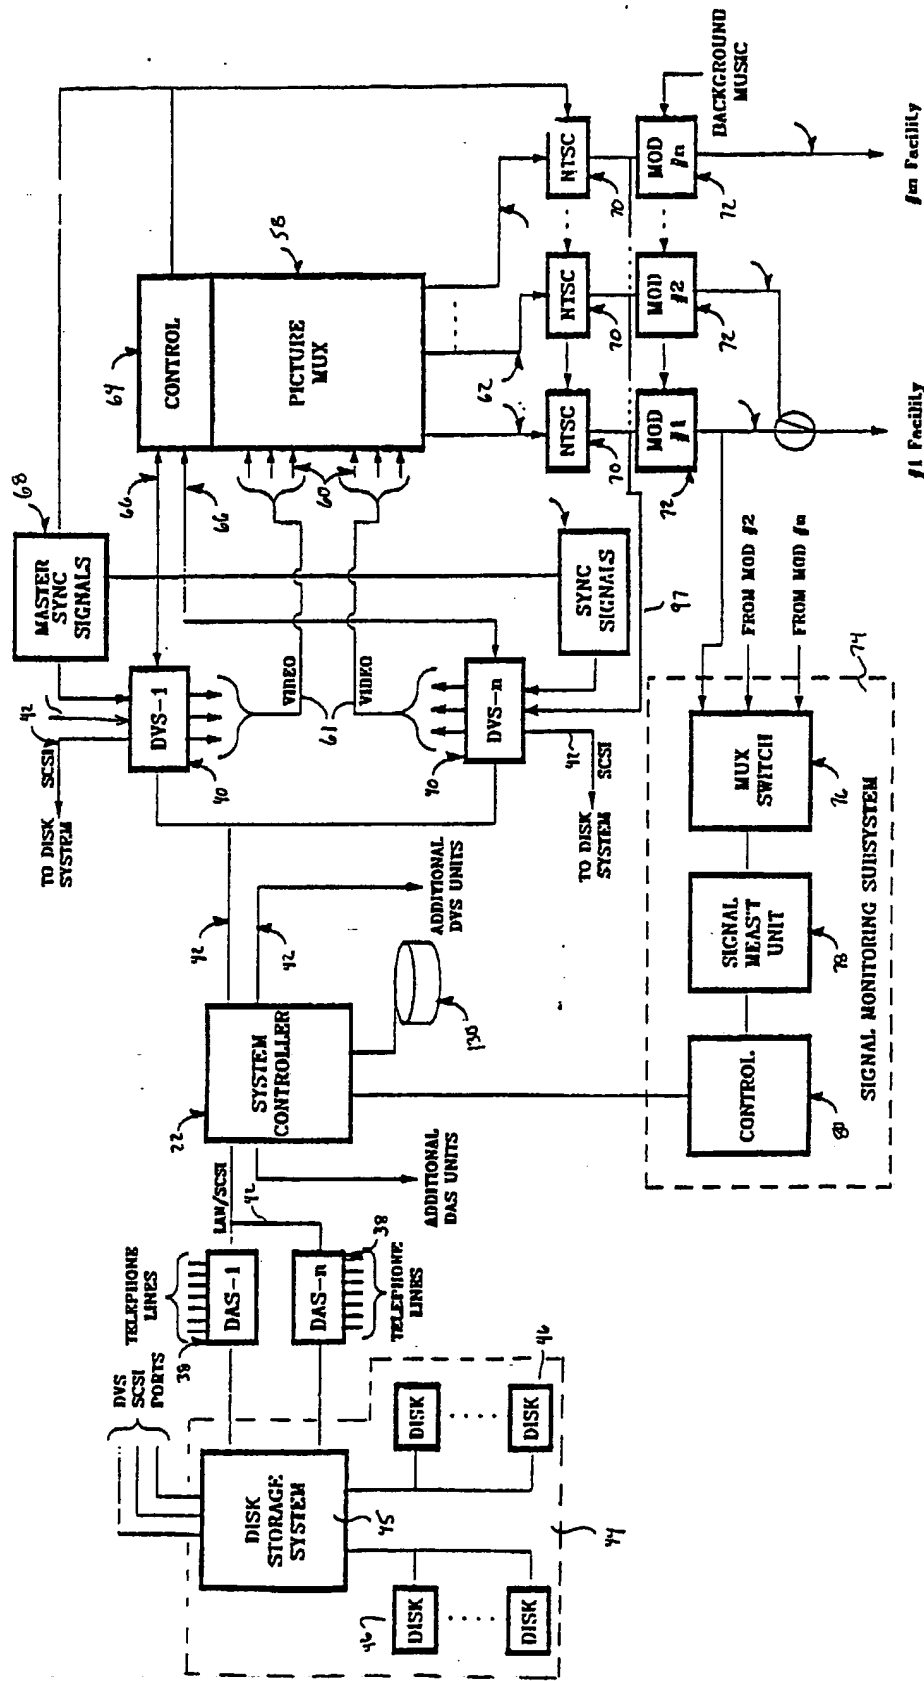 DVS
SCSI
PORTS
TELEPHONE
LINES
38
DAS-1
DAS-n
38
TELEPHONE
LINES
DISK
STORAGE
SYSTEM
45
DISK
46
DISK
46
DISK
DISK
44
LAN/SCSI
42
22
SYSTEM
CONTROLLER
ADDITIONAL
DAS UNITS
130
42
42
ADDITIONAL
DVS UNITS
TO DISK
SYSTEM
SCSI
42
DVS-1
40
VIDEO
61
VIDEO
40
DVS-n
42
SCSI
TO DISK
SYSTEM
MASTER
SYNC
SIGNALS
68
66
66
SYNC
SIGNALS
97
64
CONTROL
PICTURE
MUX
58
60
62
NTSC
NTSC
NTSC
70
70
70
MOD
#1
MOD
#2
MOD
#n
72
72
72
BACKGROUND
MUSIC
#1 Facility
#m Facility
FROM MOD #2
FROM MOD #n
74
MUX
SWITCH
76
SIGNAL
MEAS'T
UNIT
78
CONTROL
80
SIGNAL MONITORING SUBSYSTEM